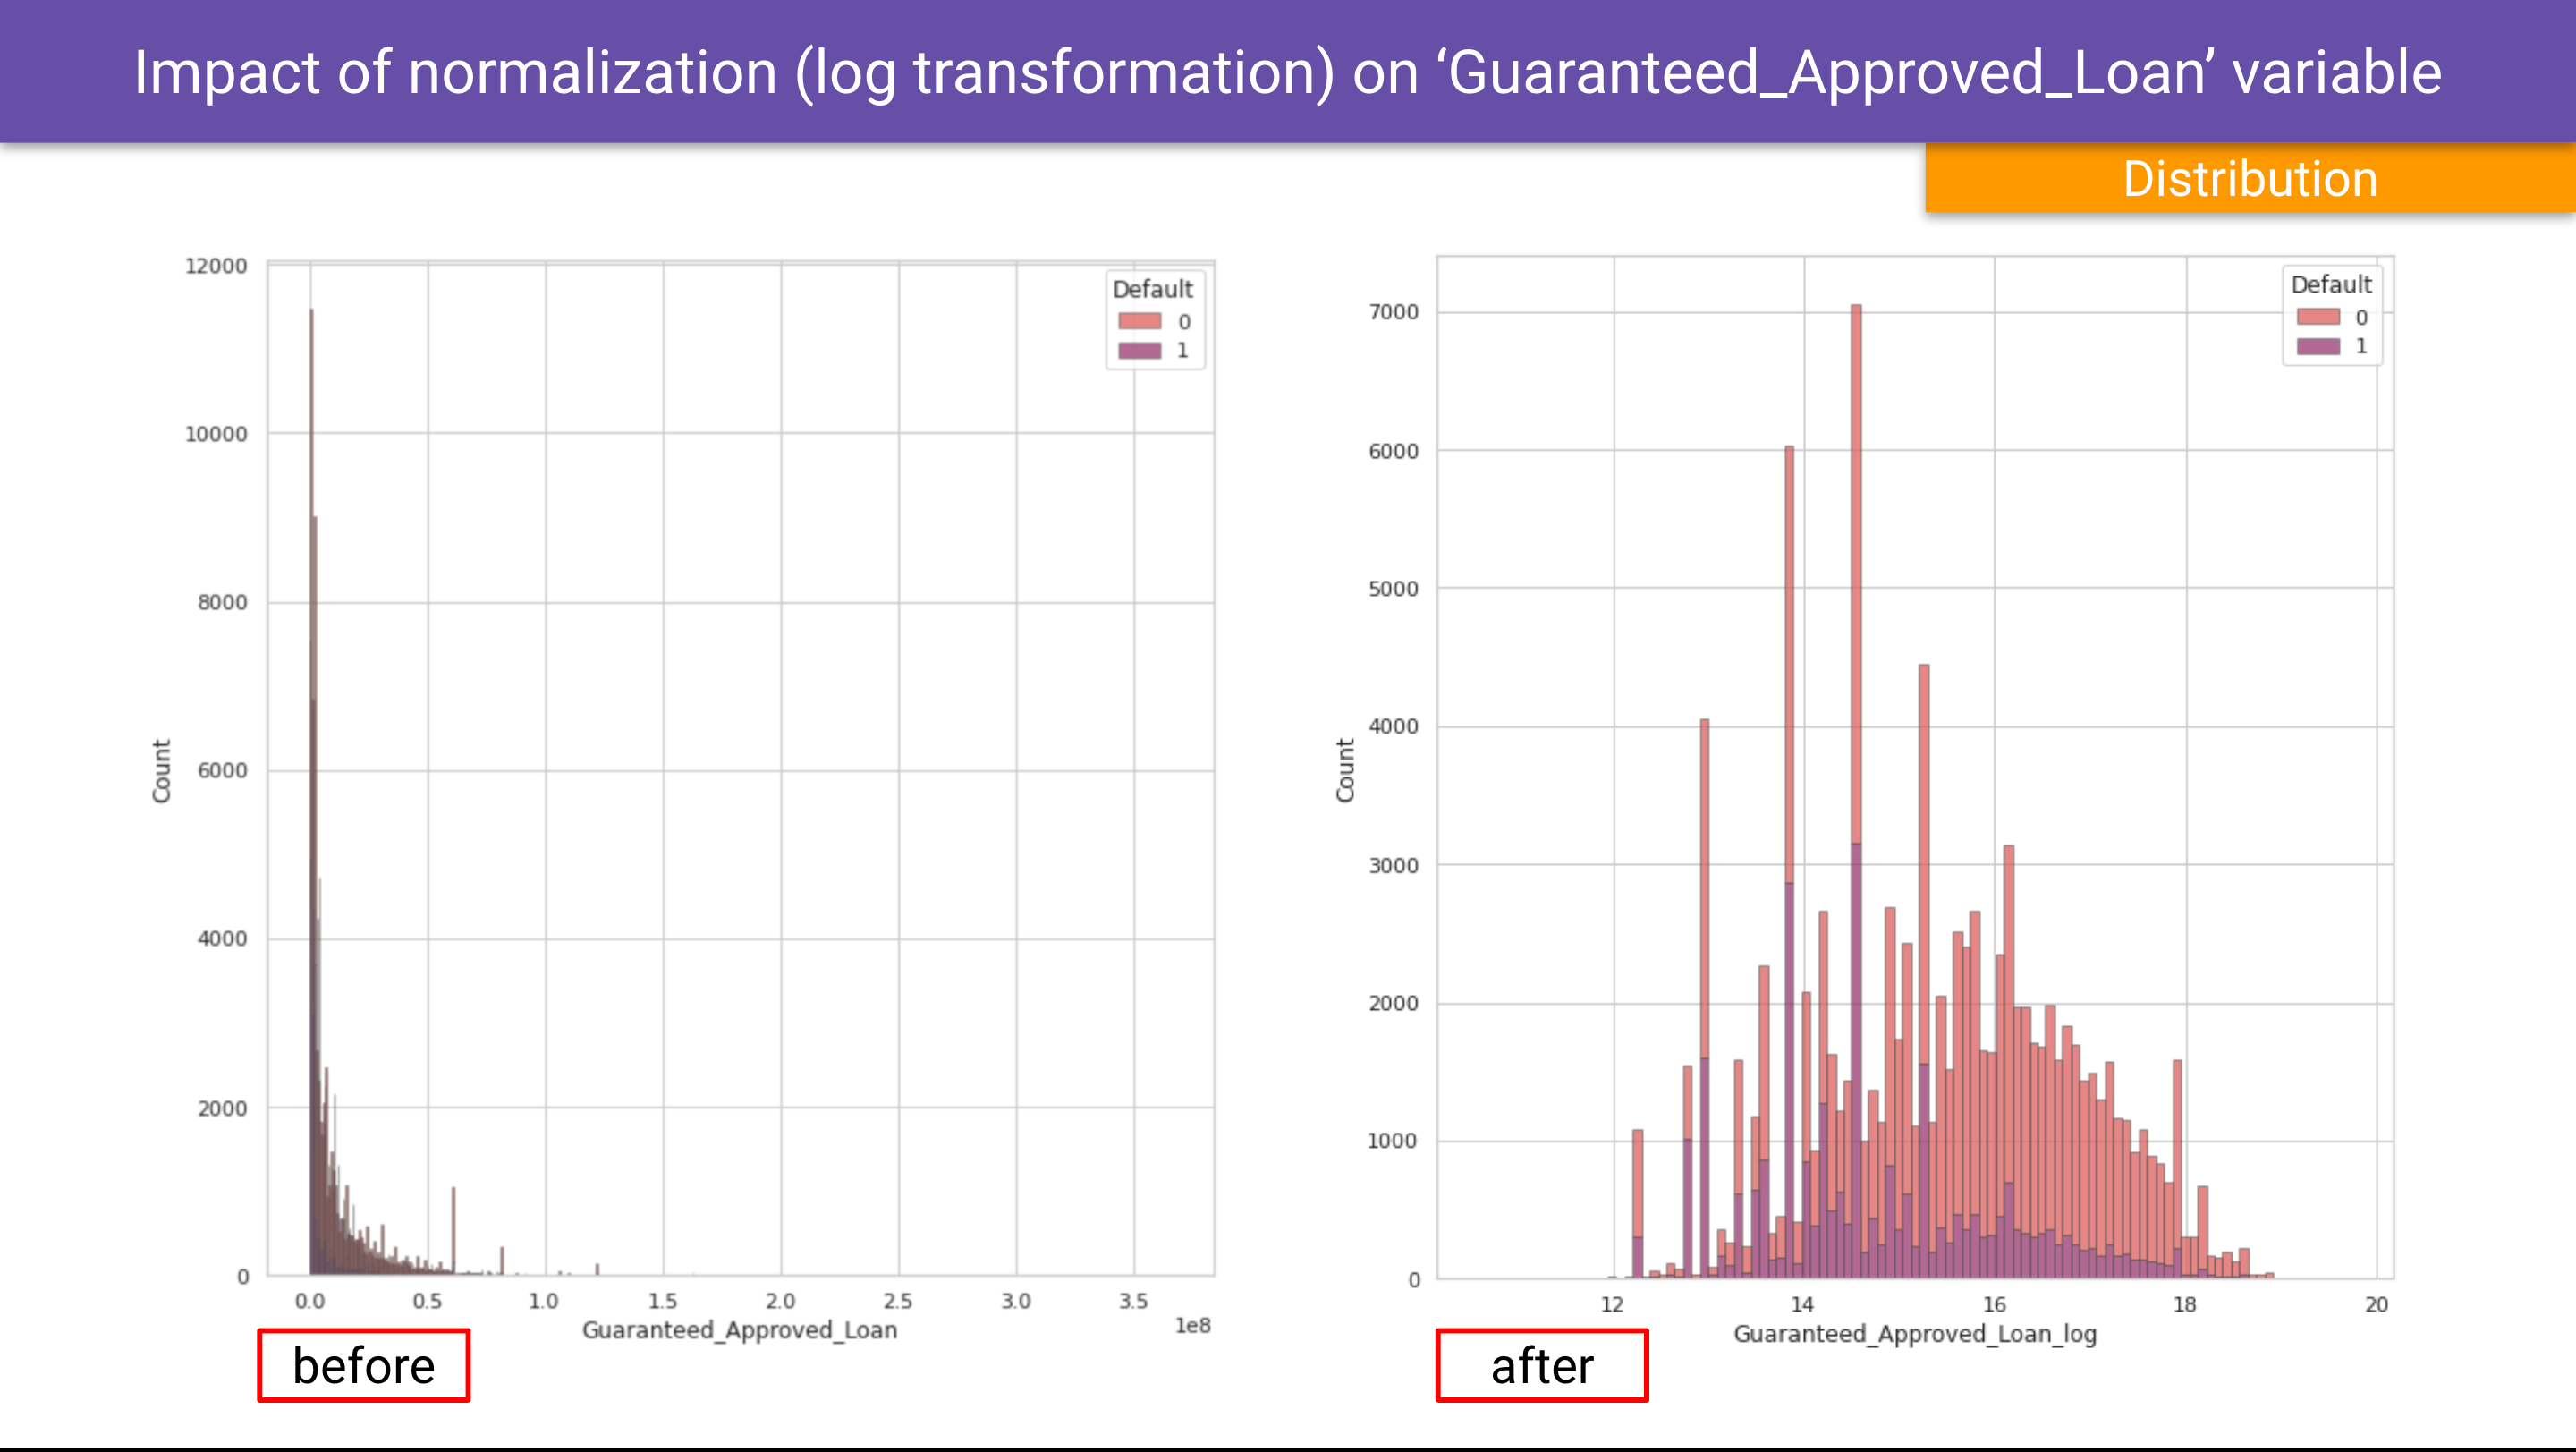 Impact of normalization (log transformation) on ‘Guaranteed_Approved_Loan’ variable
Distribution
12000
10000
8000
6000
4000
2000
0
Count
0.0 0.5 1.0 1.5 2.0 2.5 3.0 3.5
1e8
Guaranteed_Approved_Loan
Default
0
1
before
7000
6000
5000
4000
3000
2000
1000
0
Count
12 14 16 18 20
Guaranteed_Approved_Loan_log
Default
0
1
after